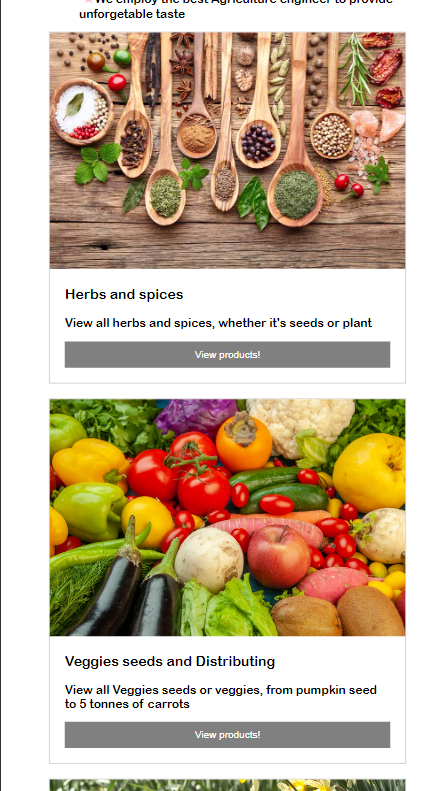 We employ the best Agriculture engineer to provide
unforgetable taste
Herbs and spices
View all herbs and spices, whether it's seeds or plant
View products!
Veggies seeds and Distributing
View all Veggies seeds or veggies, from pumpkin seed
to 5 tonnes of carrots
View products!